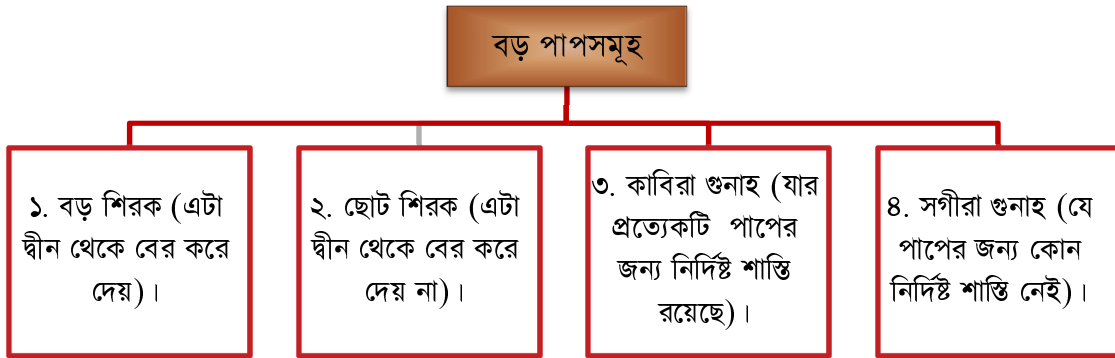 বড় পাপসমূহ
১. বড় শিরক (এটা
দ্বীন থেকে বের করে
দেয়)।
২. ছোট শিরক (এটা
দ্বীন থেকে বের করে
দেয় না)।
৩. কাবিরা গুনাহ (যার
প্রত্যেকটি পাপের
জন্য নির্দিষ্ট শাস্তি
রয়েছে)।
৪. সগীরা গুনাহ (যে
পাপের জন্য কোন
নির্দিষ্ট শাস্তি নেই)।